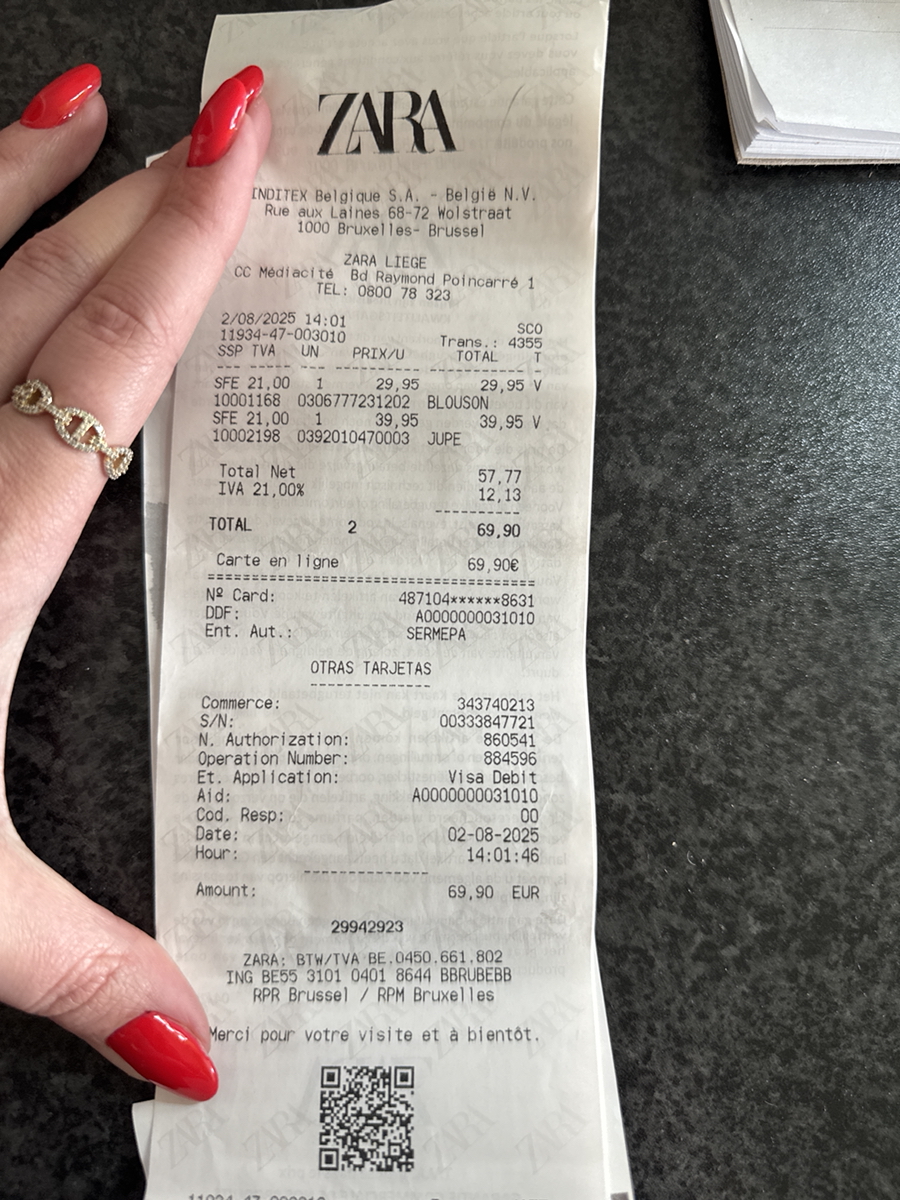 ZARA
INDITEX Belgique S.A. - België N.V.
Rue aux Laines 68-72 Wolstraat
1000 Bruxelles- Brussel
ZARA LIEGE
CC Médiacité Bd Raymond Poincarré 1
TEL: 0800 78 323
2/08/2025 14:01 SCO
11934-47-003010 Trans.: 4355
SSP TVA UN PRIX/U TOTAL T
SFE 21,00 1 29,95 29,95 V
10001168 0306777231202 BLOUSON
SFE 21,00 1 39,95 39,95 V
10002198 0392010470003 JUPE
Total Net 57,77
IVA 21,00% 12,13
TOTAL 2 69,90
Carte en ligne 69,90€
Nº Card: 487104******8631
DDF: A0000000031010
Ent. Aut.: SERMEPA
OTRAS TARJETAS
Commerce: 343740213
S/N: 00333847721
N. Authorization: 860541
Operation Number: 884596
Et. Application: Visa Debit
Aid: A0000000031010
Cod. Resp: 00
Date: 02-08-2025
Hour: 14:01:46
Amount: 69,90 EUR
29942923
ZARA: BTW/TVA BE.0450.661.802
ING BE55 3101 0401 8644 BBRUBEBB
RPR Brussel / RPM Bruxelles
Merci pour votre visite et à bientôt.